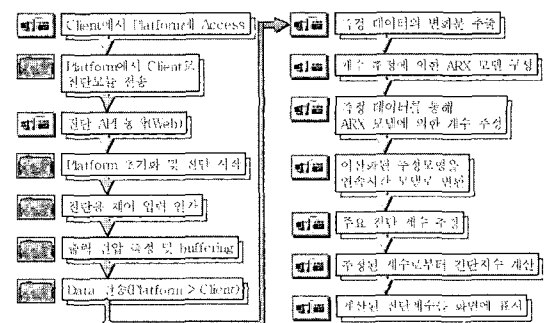 Client에서 Platform에 Access
Platform에서 Client로
진단모듈 전송
진단 API 동작(Web)
Platform 초기화 및 진단 시작
진단용 제어 입력 인가
출력 전압 측정 및 buffering
Data 전송(Platform > Client)
측정 데이터의 변화분 추출
계수 추정에 의한 ARX 모델 구성
측정 데이터를 통해
ARX 모델에 의한 계수 추정
이산화된 추정모델을
연속시간 모델로 변환
주요 진단 계수 추정
추정된 계수로부터 진단지수 계산
계산된 진단계수를 화면에 표시